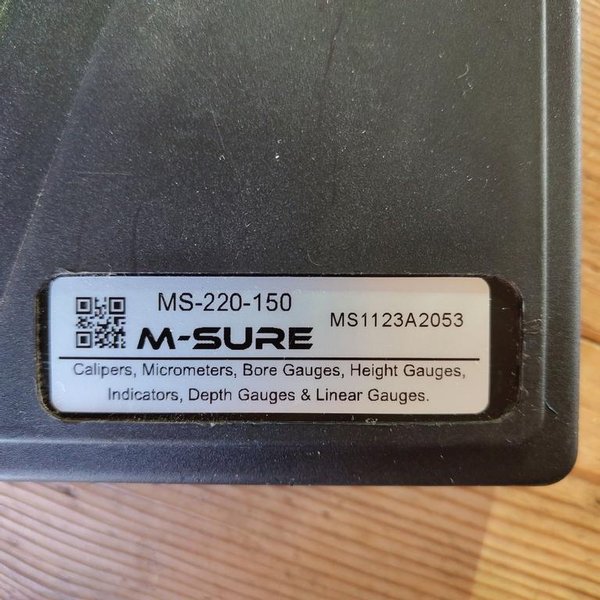 MS-220-150
MS1123A2053
M-SURE
Calipers, Micrometers, Bore Gauges, Height Gauges,
Indicators, Depth Gauges & Linear Gauges.